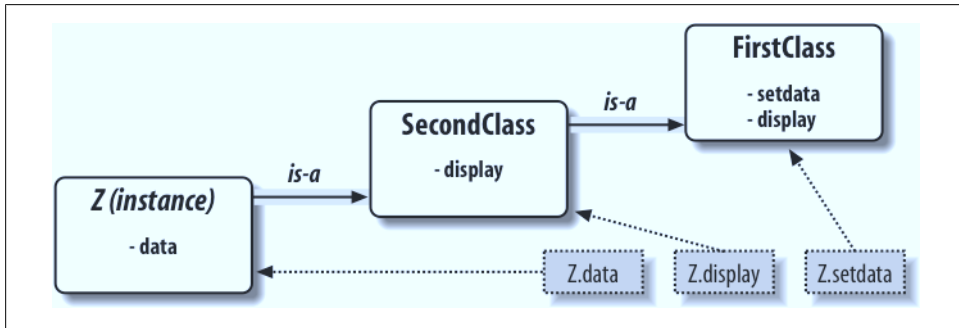 FirstClass
- setdata
- display
is-a
SecondClass
- display
is-a
Z (instance)
- data
Z.data
Z.display
Z.setdata